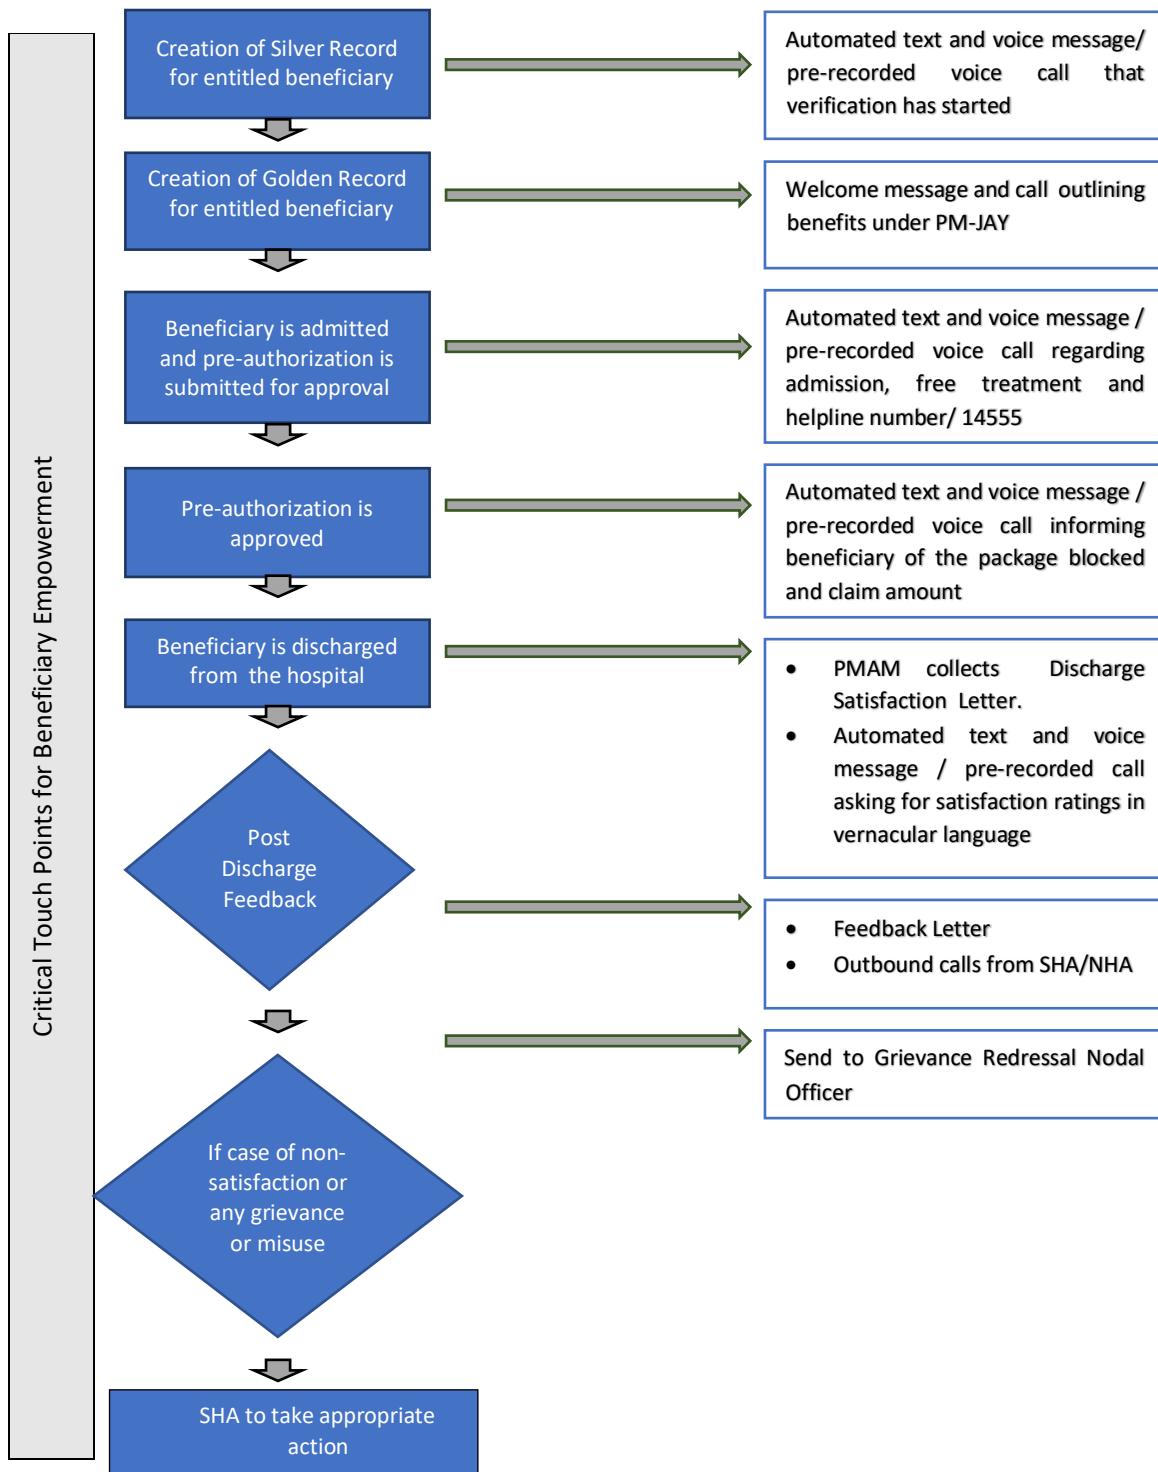 Critical Touch Points for Beneficiary Empowerment
Creation of Silver Record
for entitled beneficiary
Automated text and voice message/
pre-recorded voice call that
verification has started
Creation of Golden Record
for entitled beneficiary
Welcome message and call outlining
benefits under PM-JAY
Beneficiary is admitted
and pre-authorization is
submitted for approval
Automated text and voice message /
pre-recorded voice call regarding
admission, free treatment and
helpline number/ 14555
Pre-authorization is
approved
Automated text and voice message /
pre-recorded voice call informing
beneficiary of the package blocked
and claim amount
Beneficiary is discharged
from the hospital
• PMAM collects Discharge
Satisfaction Letter.
• Automated text and voice
message / pre-recorded call
asking for satisfaction ratings in
vernacular language
Post
Discharge
Feedback
• Feedback Letter
• Outbound calls from SHA/NHA
If case of non-
satisfaction or
any grievance
or misuse
Send to Grievance Redressal Nodal
Officer
SHA to take appropriate
action